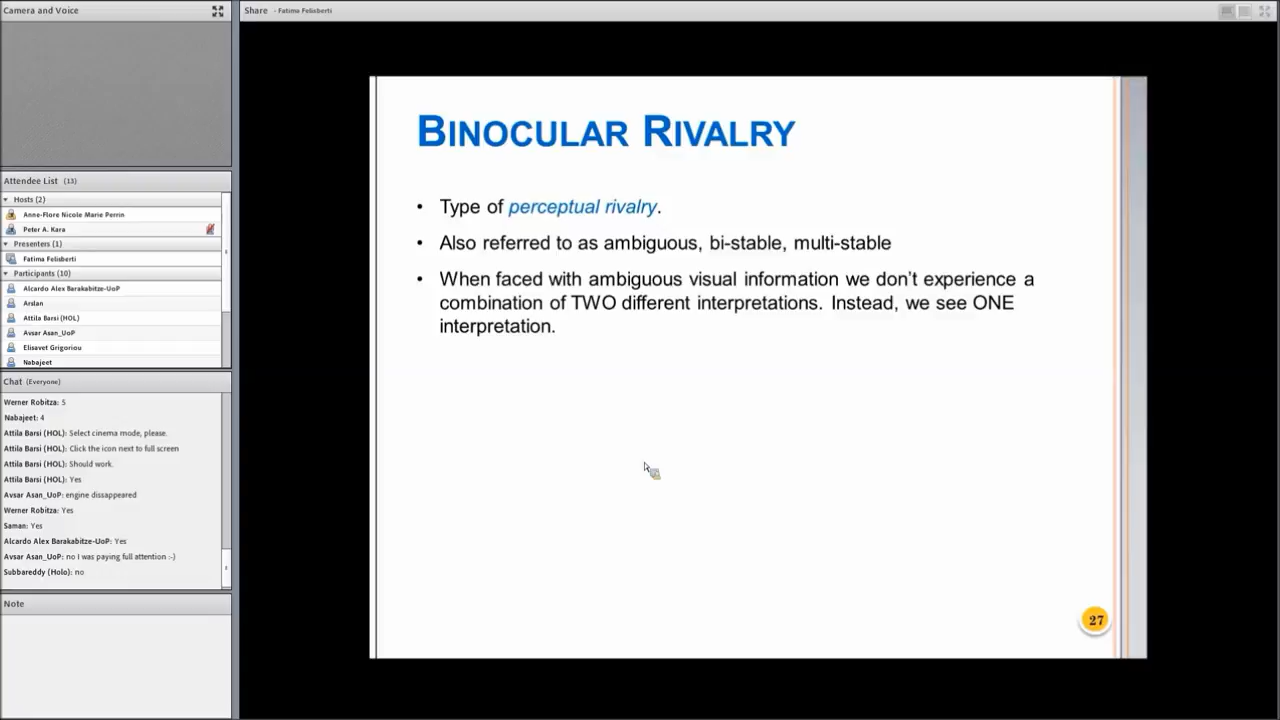 Camera and Voice
Attendee List (13)
Hosts (2)
Anne-Flore Nicole Marie Perrin
Peter A. Kara
Presenters (1)
Fatima Felisberti
Participants (10)
Alcardo Alex Barakabitze-UoP
Arslan
Attila Barsi (HOL)
Avsar Asan_UoP
Elisavet Grigoriou
Nabajeet
Chat (Everyone)
Werner Robitza: 5
Nabajeet: 4
Attila Barsi (HOL): Select cinema mode, please.
Attila Barsi (HOL): Click the icon next to full screen
Attila Barsi (HOL): Should work.
Attila Barsi (HOL): Yes
Avsar Asan_UoP: engine dissappeared
Werner Robitza: Yes
Saman: Yes
Alcardo Alex Barakabitze-UoP: Yes
Avsar Asan_UoP: no I was paying full attention :-)
Subbareddy (Holo): no
Note
Share - Fatima Felisberti
BINOCULAR RIVALRY
• Type of perceptual rivalry.
• Also referred to as ambiguous, bi-stable, multi-stable
• When faced with ambiguous visual information we don't experience a
combination of TWO different interpretations. Instead, we see ONE
interpretation.
27